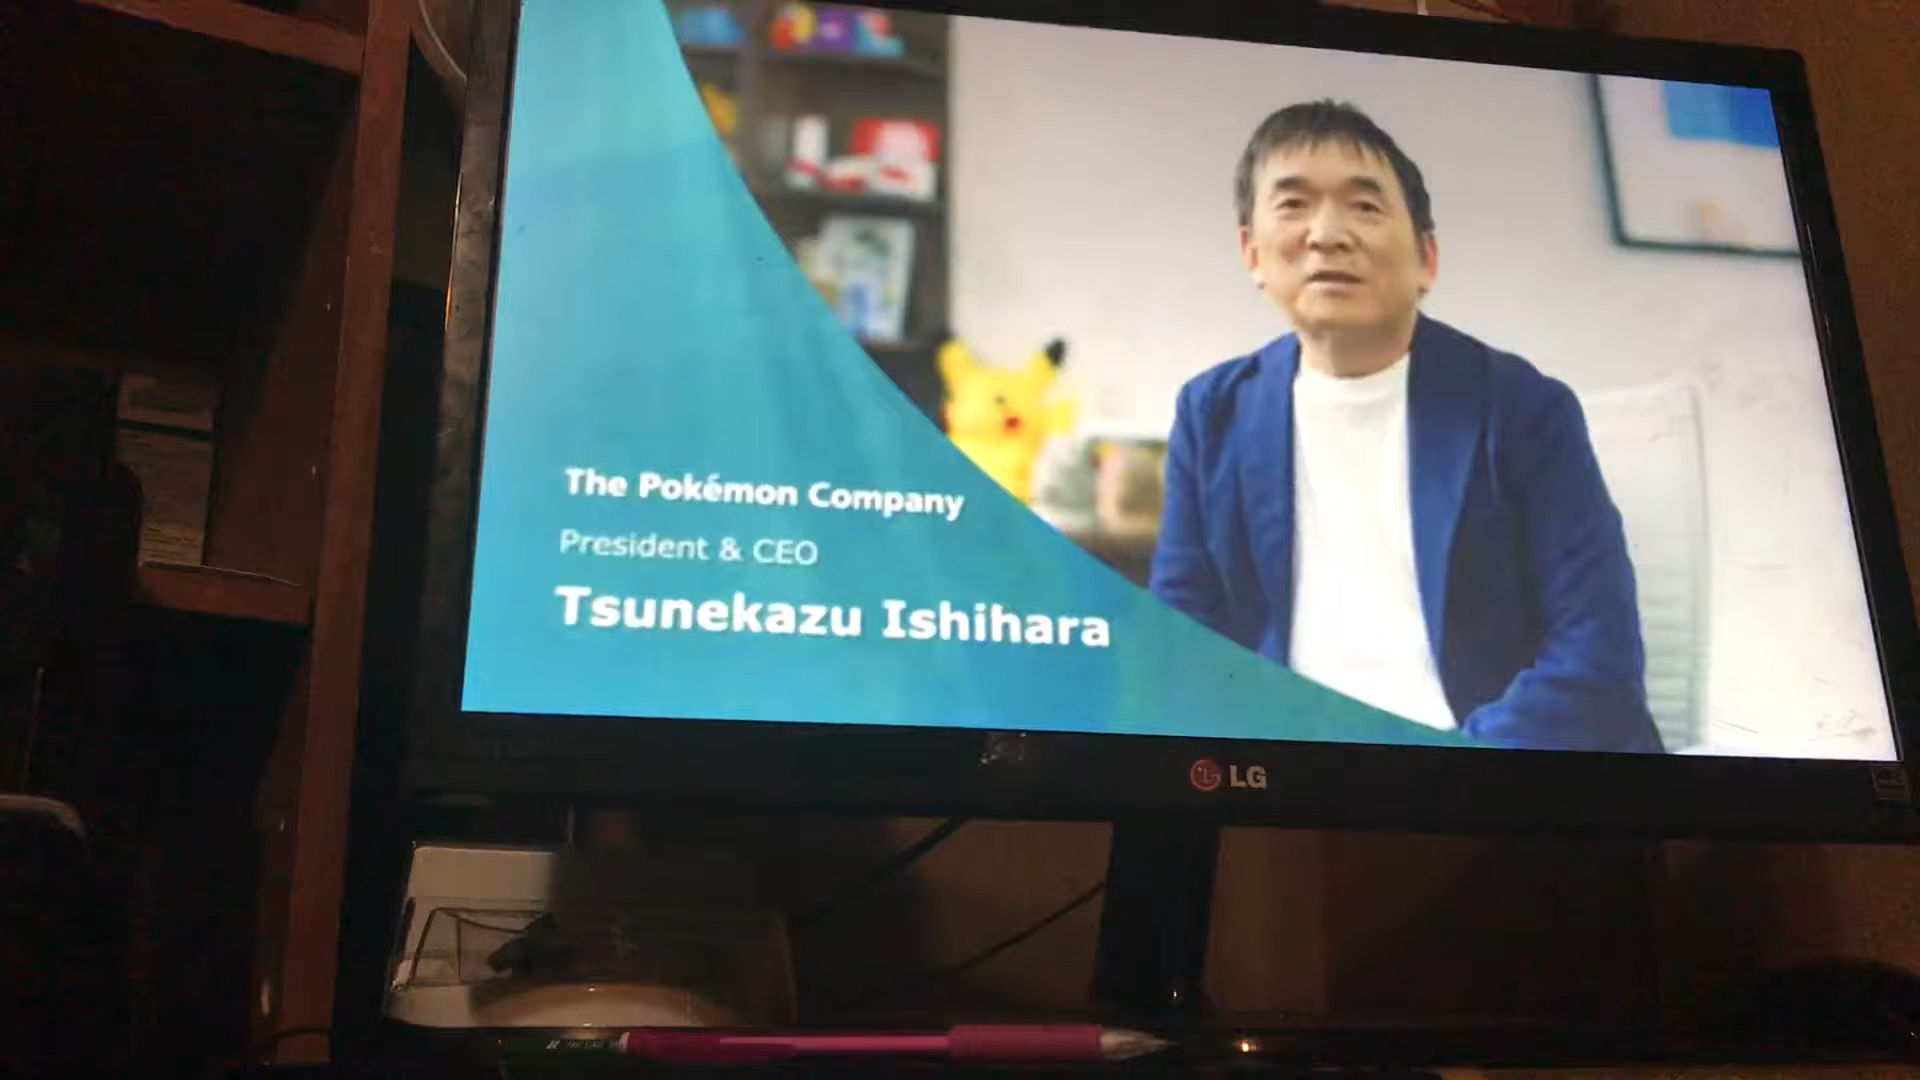 The Pokémon Company
President & CEO
Tsunekazu Ishihara
LG